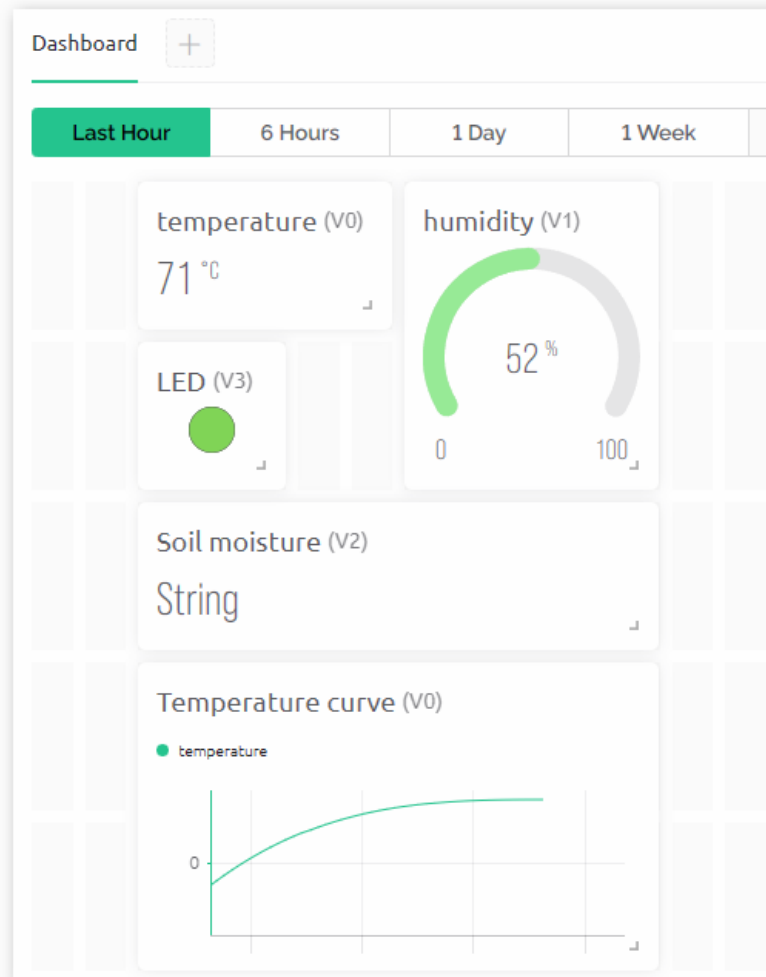 Dashboard +
Last Hour 6 Hours 1 Day 1 Week
temperature (V0)
71 °C
humidity (V1)
52 %
0 100
LED (V3)
Soil moisture (V2)
String
Temperature curve (V0)
temperature
0